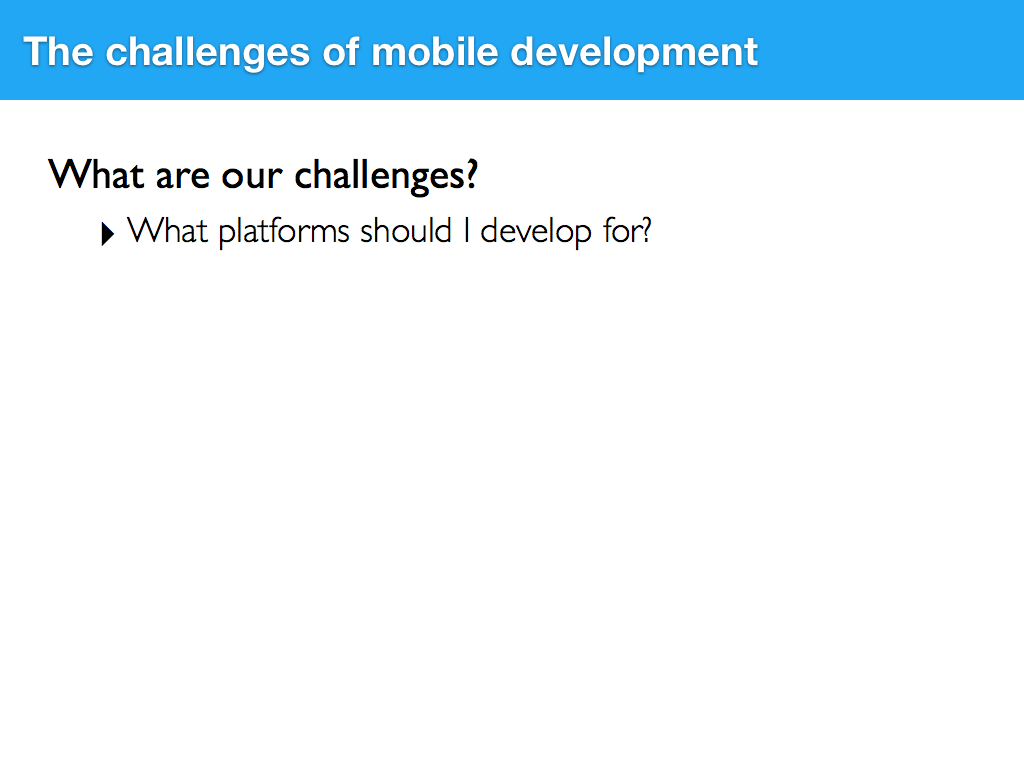 The challenges of mobile development
What are our challenges?
What platforms should I develop for?